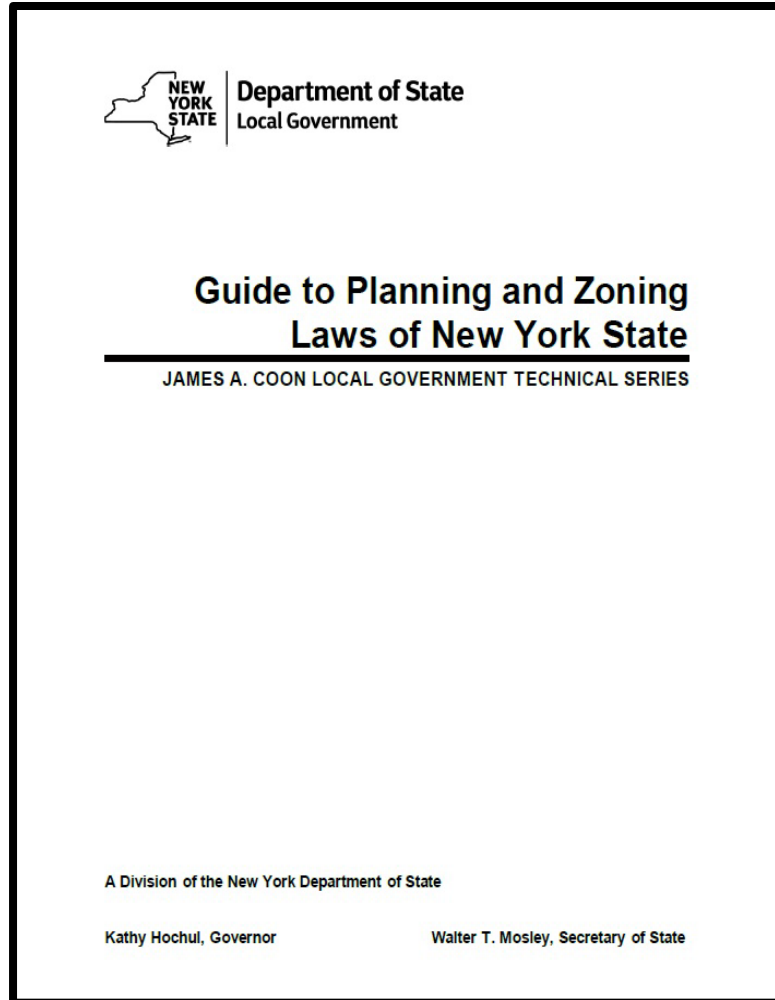 NEW
YORK
STATE
Department of State
Local Government
Guide to Planning and Zoning
Laws of New York State
JAMES A. COON LOCAL GOVERNMENT TECHNICAL SERIES
A Division of the New York Department of State
Kathy Hochul, Governor
Walter T. Mosley, Secretary of State